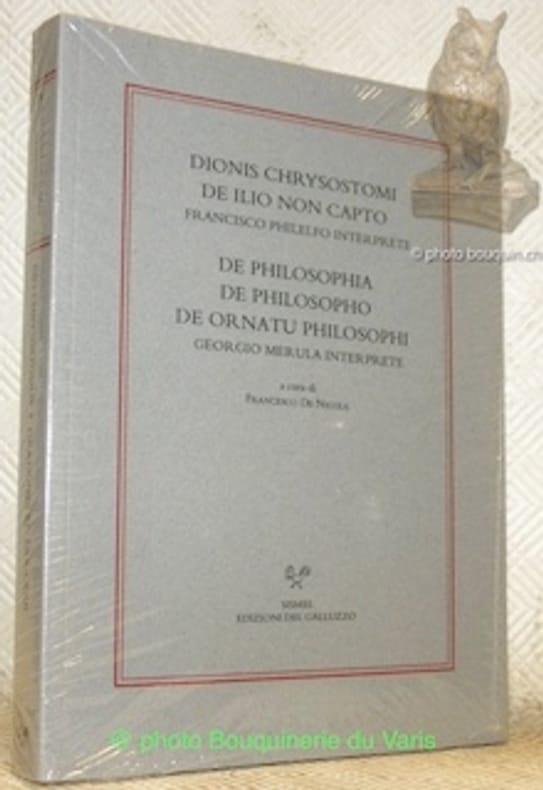 DIONIS CHRYSOSTOMI
DE ILIO NON CAPTO
FRANCISCO PHILELFO INTERPRETE
DE PHILOSOPHIA
DE PHILOSOPHO
DE ORNATU PHILOSOPHI
GEORGIO MERULA INTERPRETE
a cura di
FRANCESCO DE NICOLA
SISMEL
EDIZIONI DEL GALLUZZO
© photo bouquin.ch
© photo Bouquinerie du Varis